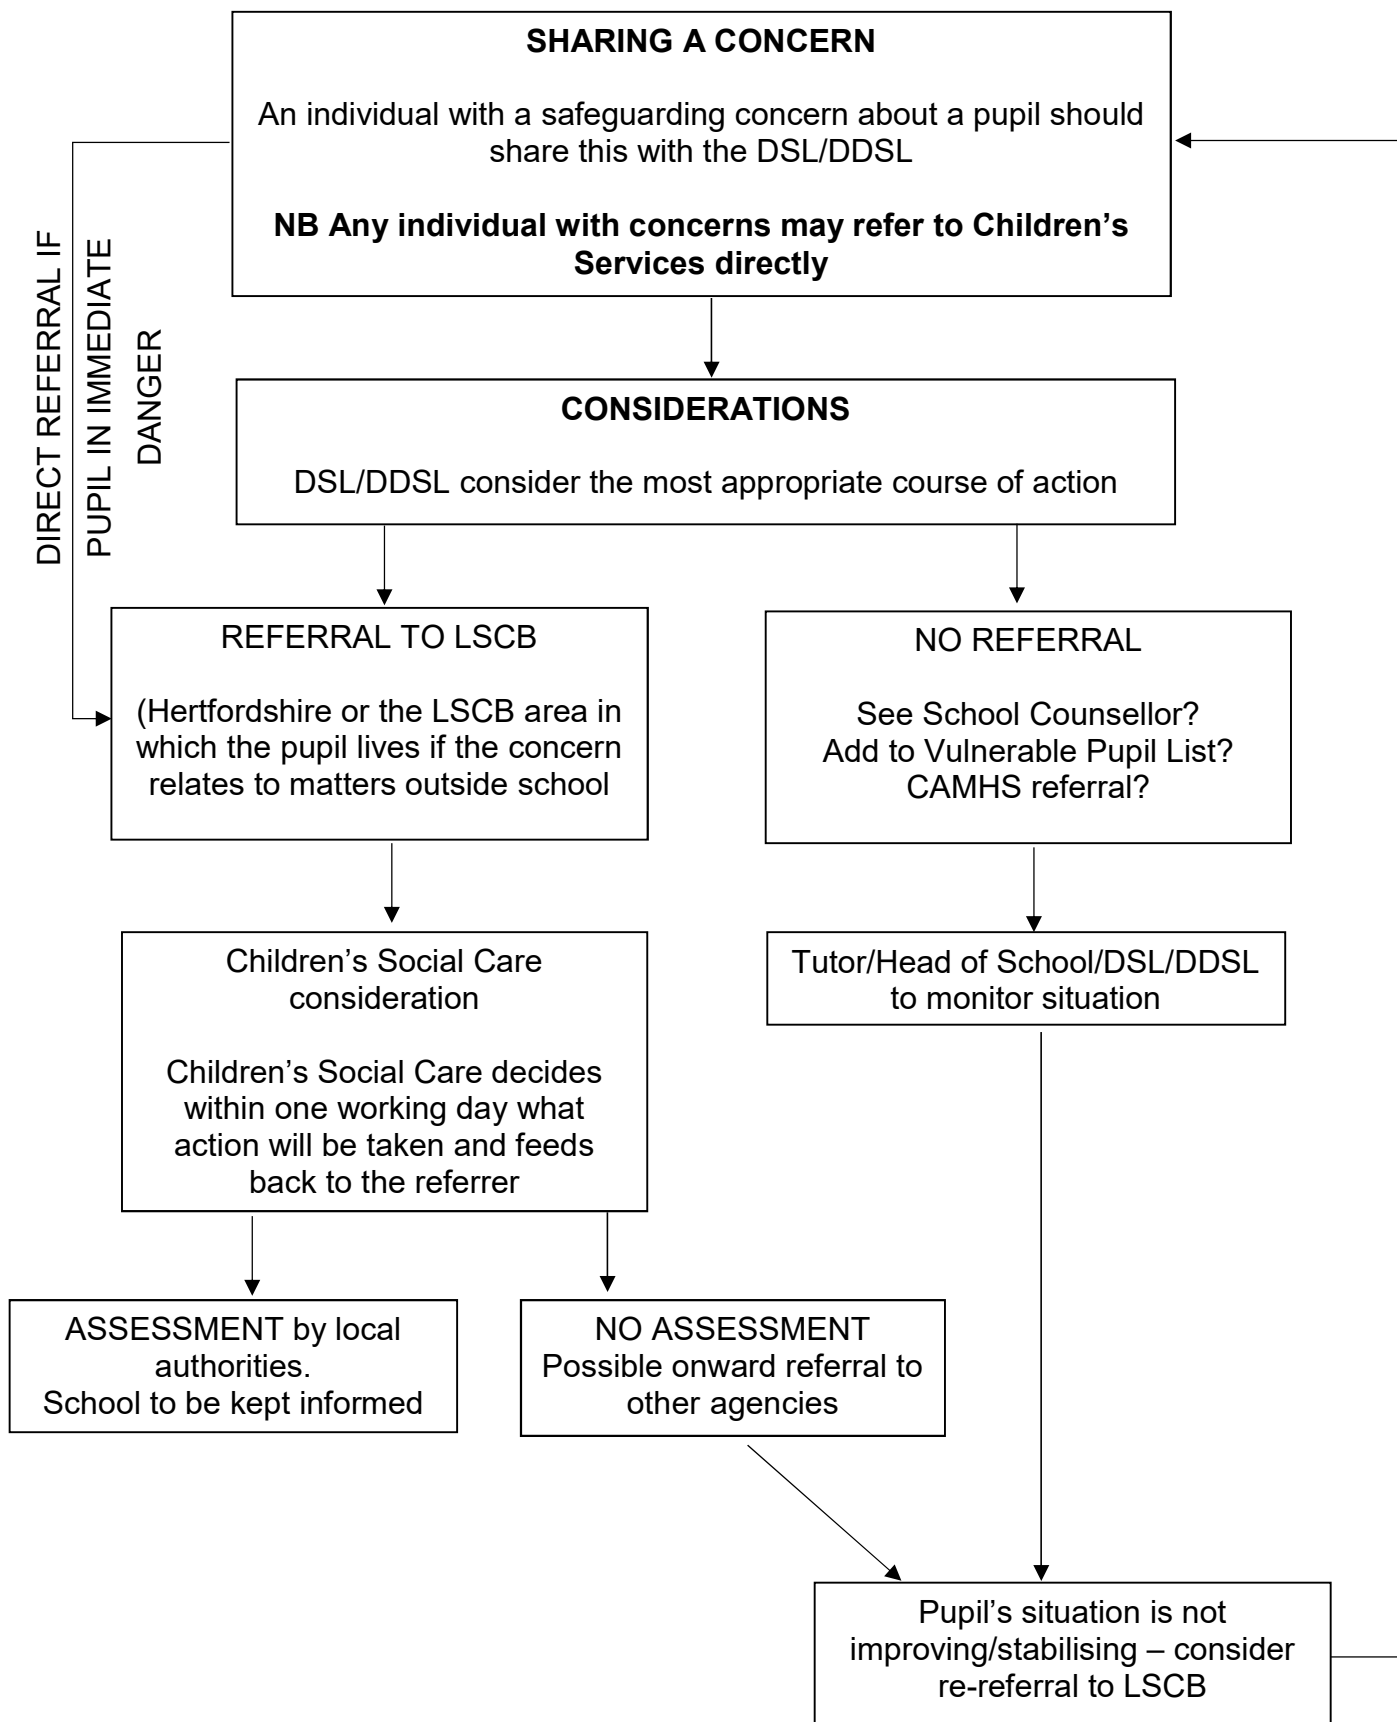 SHARING A CONCERN
An individual with a safeguarding concern about a pupil should
share this with the DSL/DDSL
NB Any individual with concerns may refer to Children’s
Services directly
DIRECT REFERRAL IF
PUPIL IN IMMEDIATE
DANGER
CONSIDERATIONS
DSL/DDSL consider the most appropriate course of action
REFERRAL TO LSCB
(Hertfordshire or the LSCB area in
which the pupil lives if the concern
relates to matters outside school
NO REFERRAL
See School Counsellor?
Add to Vulnerable Pupil List?
CAMHS referral?
Children’s Social Care
consideration
Children’s Social Care decides
within one working day what
action will be taken and feeds
back to the referrer
Tutor/Head of School/DSL/DDSL
to monitor situation
ASSESSMENT by local
authorities.
School to be kept informed
NO ASSESSMENT
Possible onward referral to
other agencies
Pupil’s situation is not
improving/stabilising – consider
re-referral to LSCB